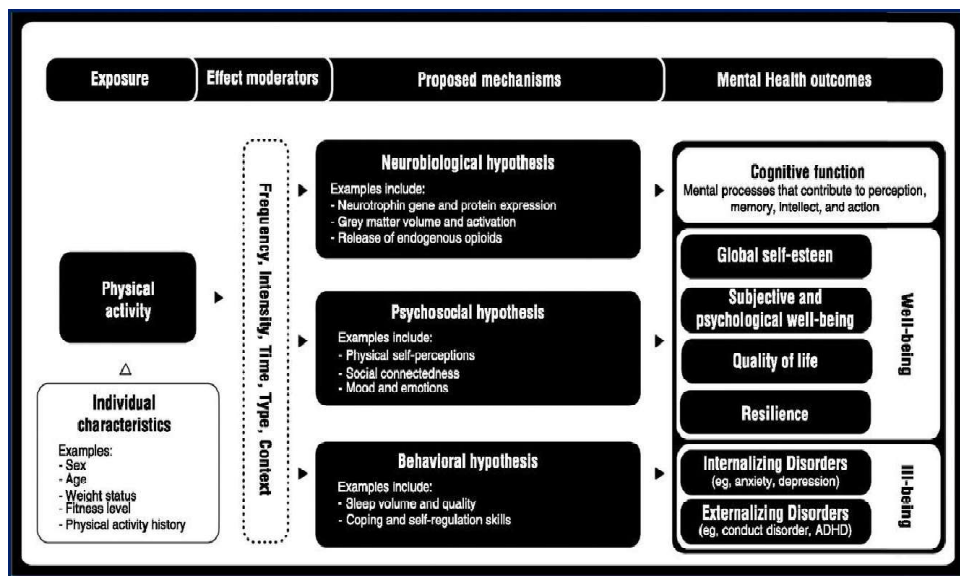 Exposure
Effect moderators
Proposed mechanisms
Mental Health outcomes
Physical
activity
Individual
characteristics
Examples:
- Sex
- Age
- Weight status
- Fitness level
- Physical activity history
Frequency, Intensity, Time, Type, Context
Neurobiological hypothesis
Examples include:
- Neurotrophin gene and protein expression
- Grey matter volume and activation
- Release of endogenous opioids
Psychosocial hypothesis
Examples include:
- Physical self-perceptions
- Social connectedness
- Mood and emotions
Behavioral hypothesis
Examples include:
- Sleep volume and quality
- Coping and self-regulation skills
Cognitive function
Mental processes that contribute to perception,
memory, intellect, and action
Global self-esteen
Subjective and
psychological well-being
Quality of life
Resilience
Well-being
Internalizing Disorders
(eg, anxiety, depression)
Externalizing Disorders
(eg, conduct disorder, ADHD)
Ill-being